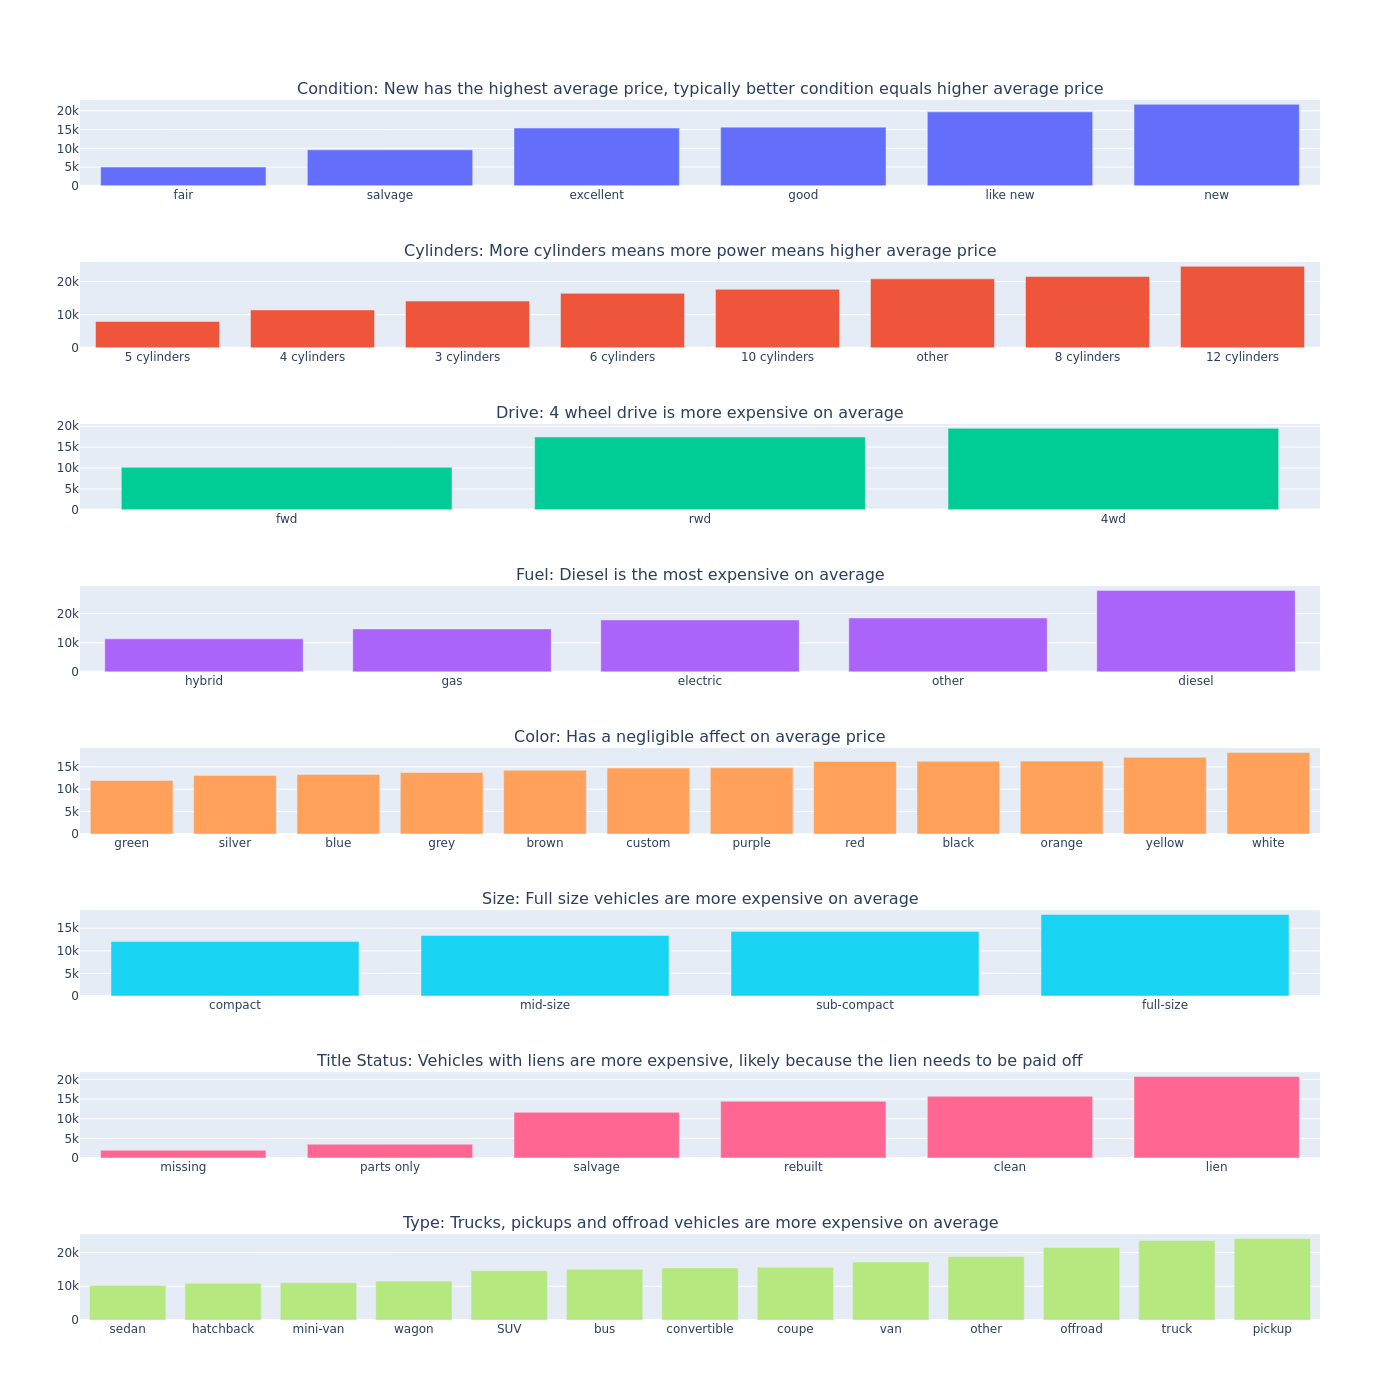 Condition: New has the highest average price, typically better condition equals higher average price
20k
15k
10k
5k
0
fair salvage excellent good like new new
Cylinders: More cylinders means more power means higher average price
20k
10k
0
5 cylinders 4 cylinders 3 cylinders 6 cylinders 10 cylinders other 8 cylinders 12 cylinders
Drive: 4 wheel drive is more expensive on average
20k
15k
10k
5k
0
fwd rwd 4wd
Fuel: Diesel is the most expensive on average
20k
10k
0
hybrid gas electric other diesel
Color: Has a negligible affect on average price
15k
10k
5k
0
green silver blue grey brown custom purple red black orange yellow white
Size: Full size vehicles are more expensive on average
15k
10k
5k
0
compact mid-size sub-compact full-size
Title Status: Vehicles with liens are more expensive, likely because the lien needs to be paid off
20k
15k
10k
5k
0
missing parts only salvage rebuilt clean lien
Type: Trucks, pickups and offroad vehicles are more expensive on average
20k
10k
0
sedan hatchback mini-van wagon SUV bus convertible coupe van other offroad truck pickup